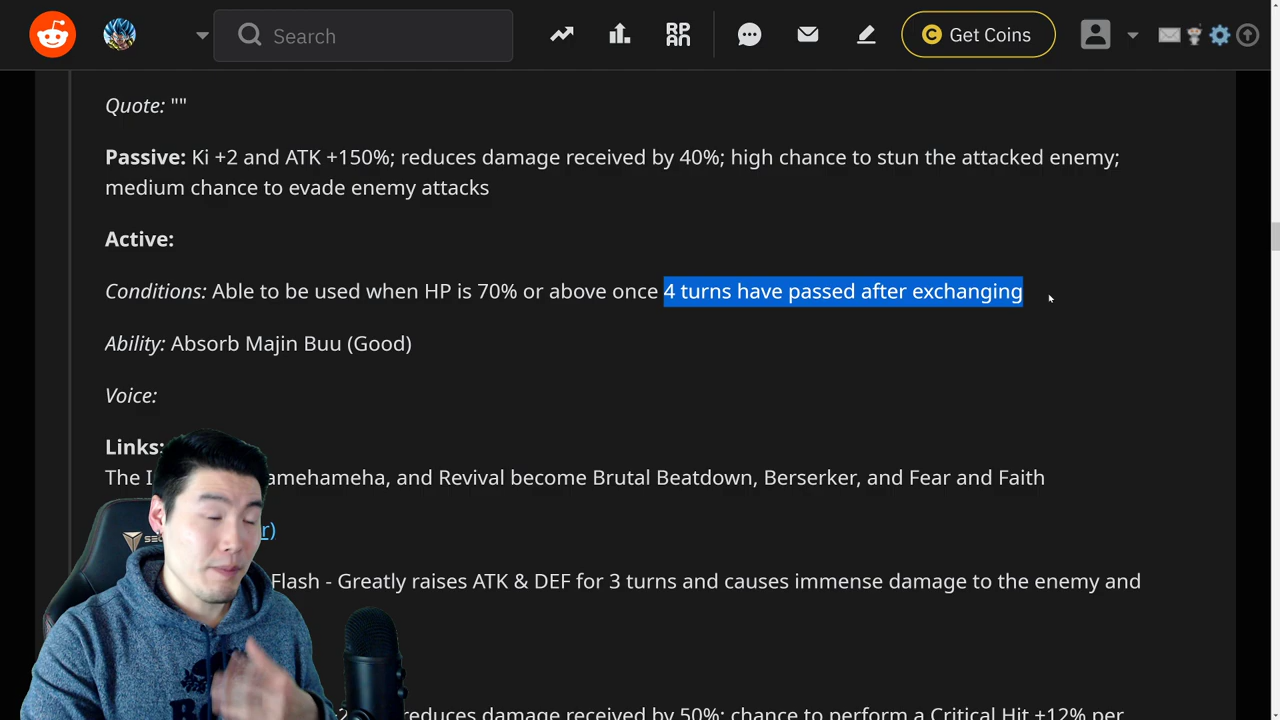 Search
Get Coins
Quote: ""
Passive: Ki +2 and ATK +150%; reduces damage received by 40%; high chance to stun the attacked enemy;
medium chance to evade enemy attacks
Active:
Conditions: Able to be used when HP is 70% or above once 4 turns have passed after exchanging
Ability: Absorb Majin Buu (Good)
Voice:
Links:
The amehameha, and Revival become Brutal Beatdown, Berserker, and Fear and Faith
r)
Flash - Greatly raises ATK & DEF for 3 turns and causes immense damage to the enemy and
reduces damage received by 50%; chance to perform a Critical Hit +12% per